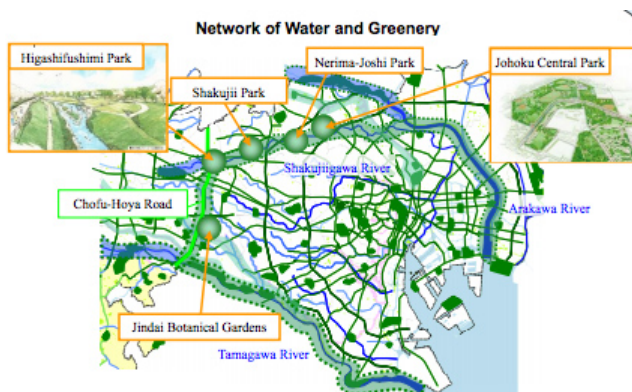 Network of Water and Greenery
Higashifushimi Park
Nerima-Joshi Park
Johoku Central Park
Shakujii Park
Shakujiigawa River
Chofu-Hoya Road
Arakawa River
Jindai Botanical Gardens
Tamagawa River